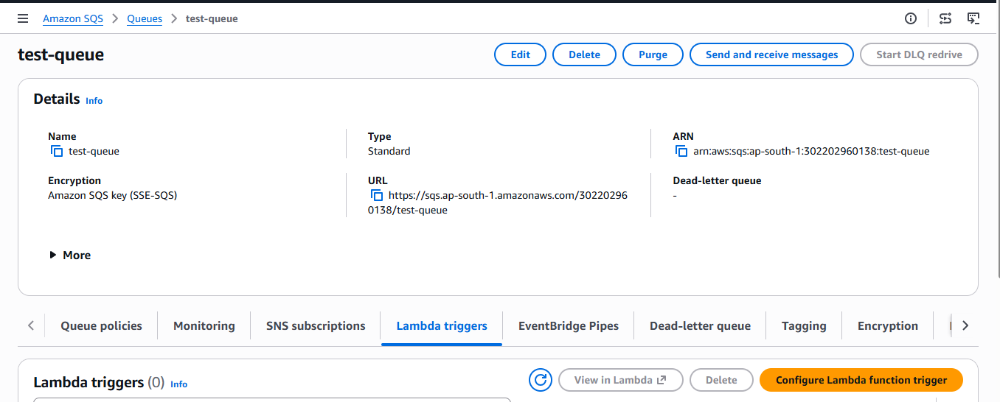 Amazon SQS > Queues > test-queue
test-queue
Edit
Delete
Purge
Send and receive messages
Start DLQ redrive
Details Info
Name
test-queue
Type
Standard
ARN
arn:aws:sqs:ap-south-1:302202960138:test-queue
Encryption
Amazon SQS key (SSE-SQS)
URL
https://sqs.ap-south-1.amazonaws.com/30220296
0138/test-queue
Dead-letter queue
-
More
Queue policies
Monitoring
SNS subscriptions
Lambda triggers
EventBridge Pipes
Dead-letter queue
Tagging
Encryption
Lambda triggers (0) Info
View in Lambda
Delete
Configure Lambda function trigger